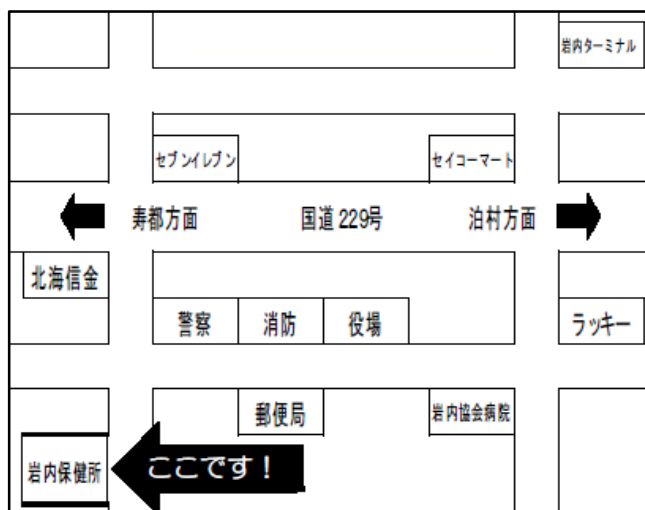 岩内ターミナル
セブンイレブン
セイコーマート
寿都方面
国道229号
泊村方面
北海信金
警察
消防
役場
ラッキー
郵便局
岩内協会病院
岩内保健所
ここです！